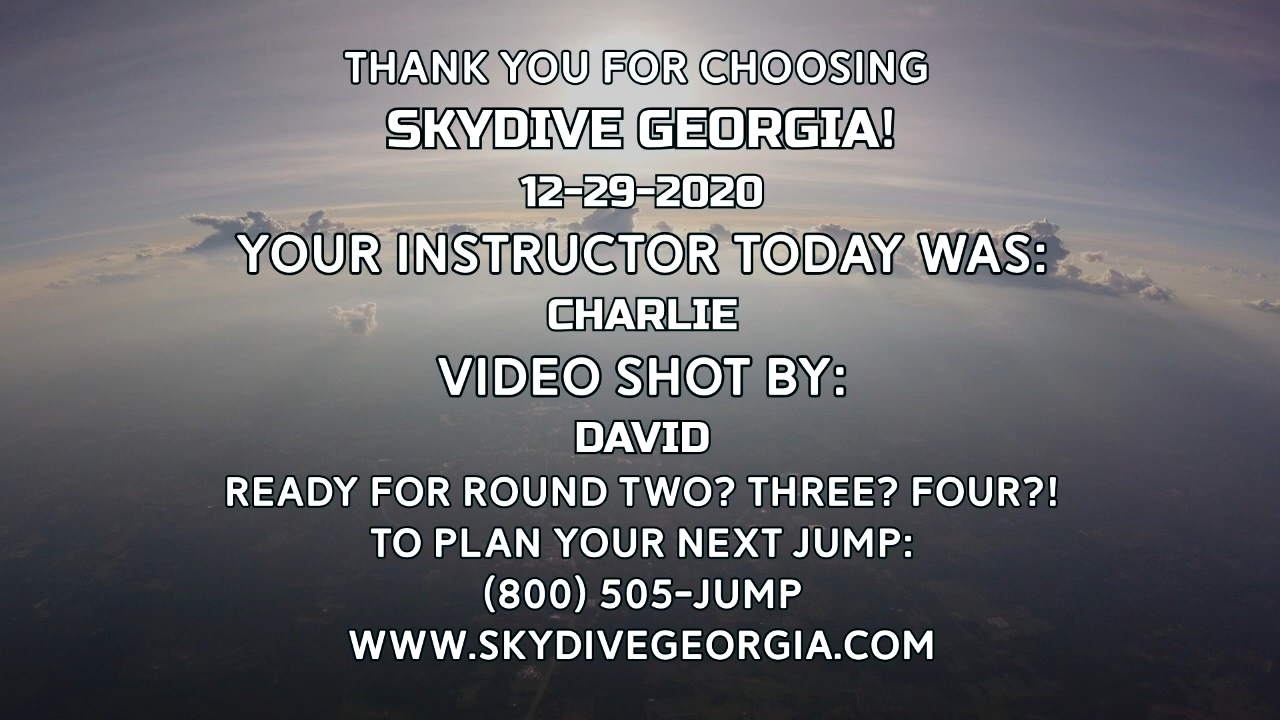 THANK YOU FOR CHOOSING
SKYDIVE GEORGIA!
12-29-2020
YOUR INSTRUCTOR TODAY WAS:
CHARLIE
VIDEO SHOT BY:
DAVID
READY FOR ROUND TWO? THREE? FOUR?!
TO PLAN YOUR NEXT JUMP:
(800) 505-JUMP
WWW.SKYDIVEGEORGIA.COM